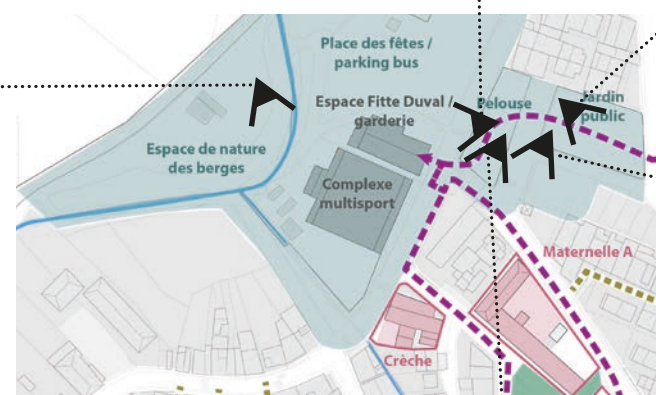 Place des fêtes /
parking bus
Espace Fitte Duval /
garderie
Pelouse
Jardin
public
Espace de nature
des berges
Complexe
multisport
Maternelle A
Crèche